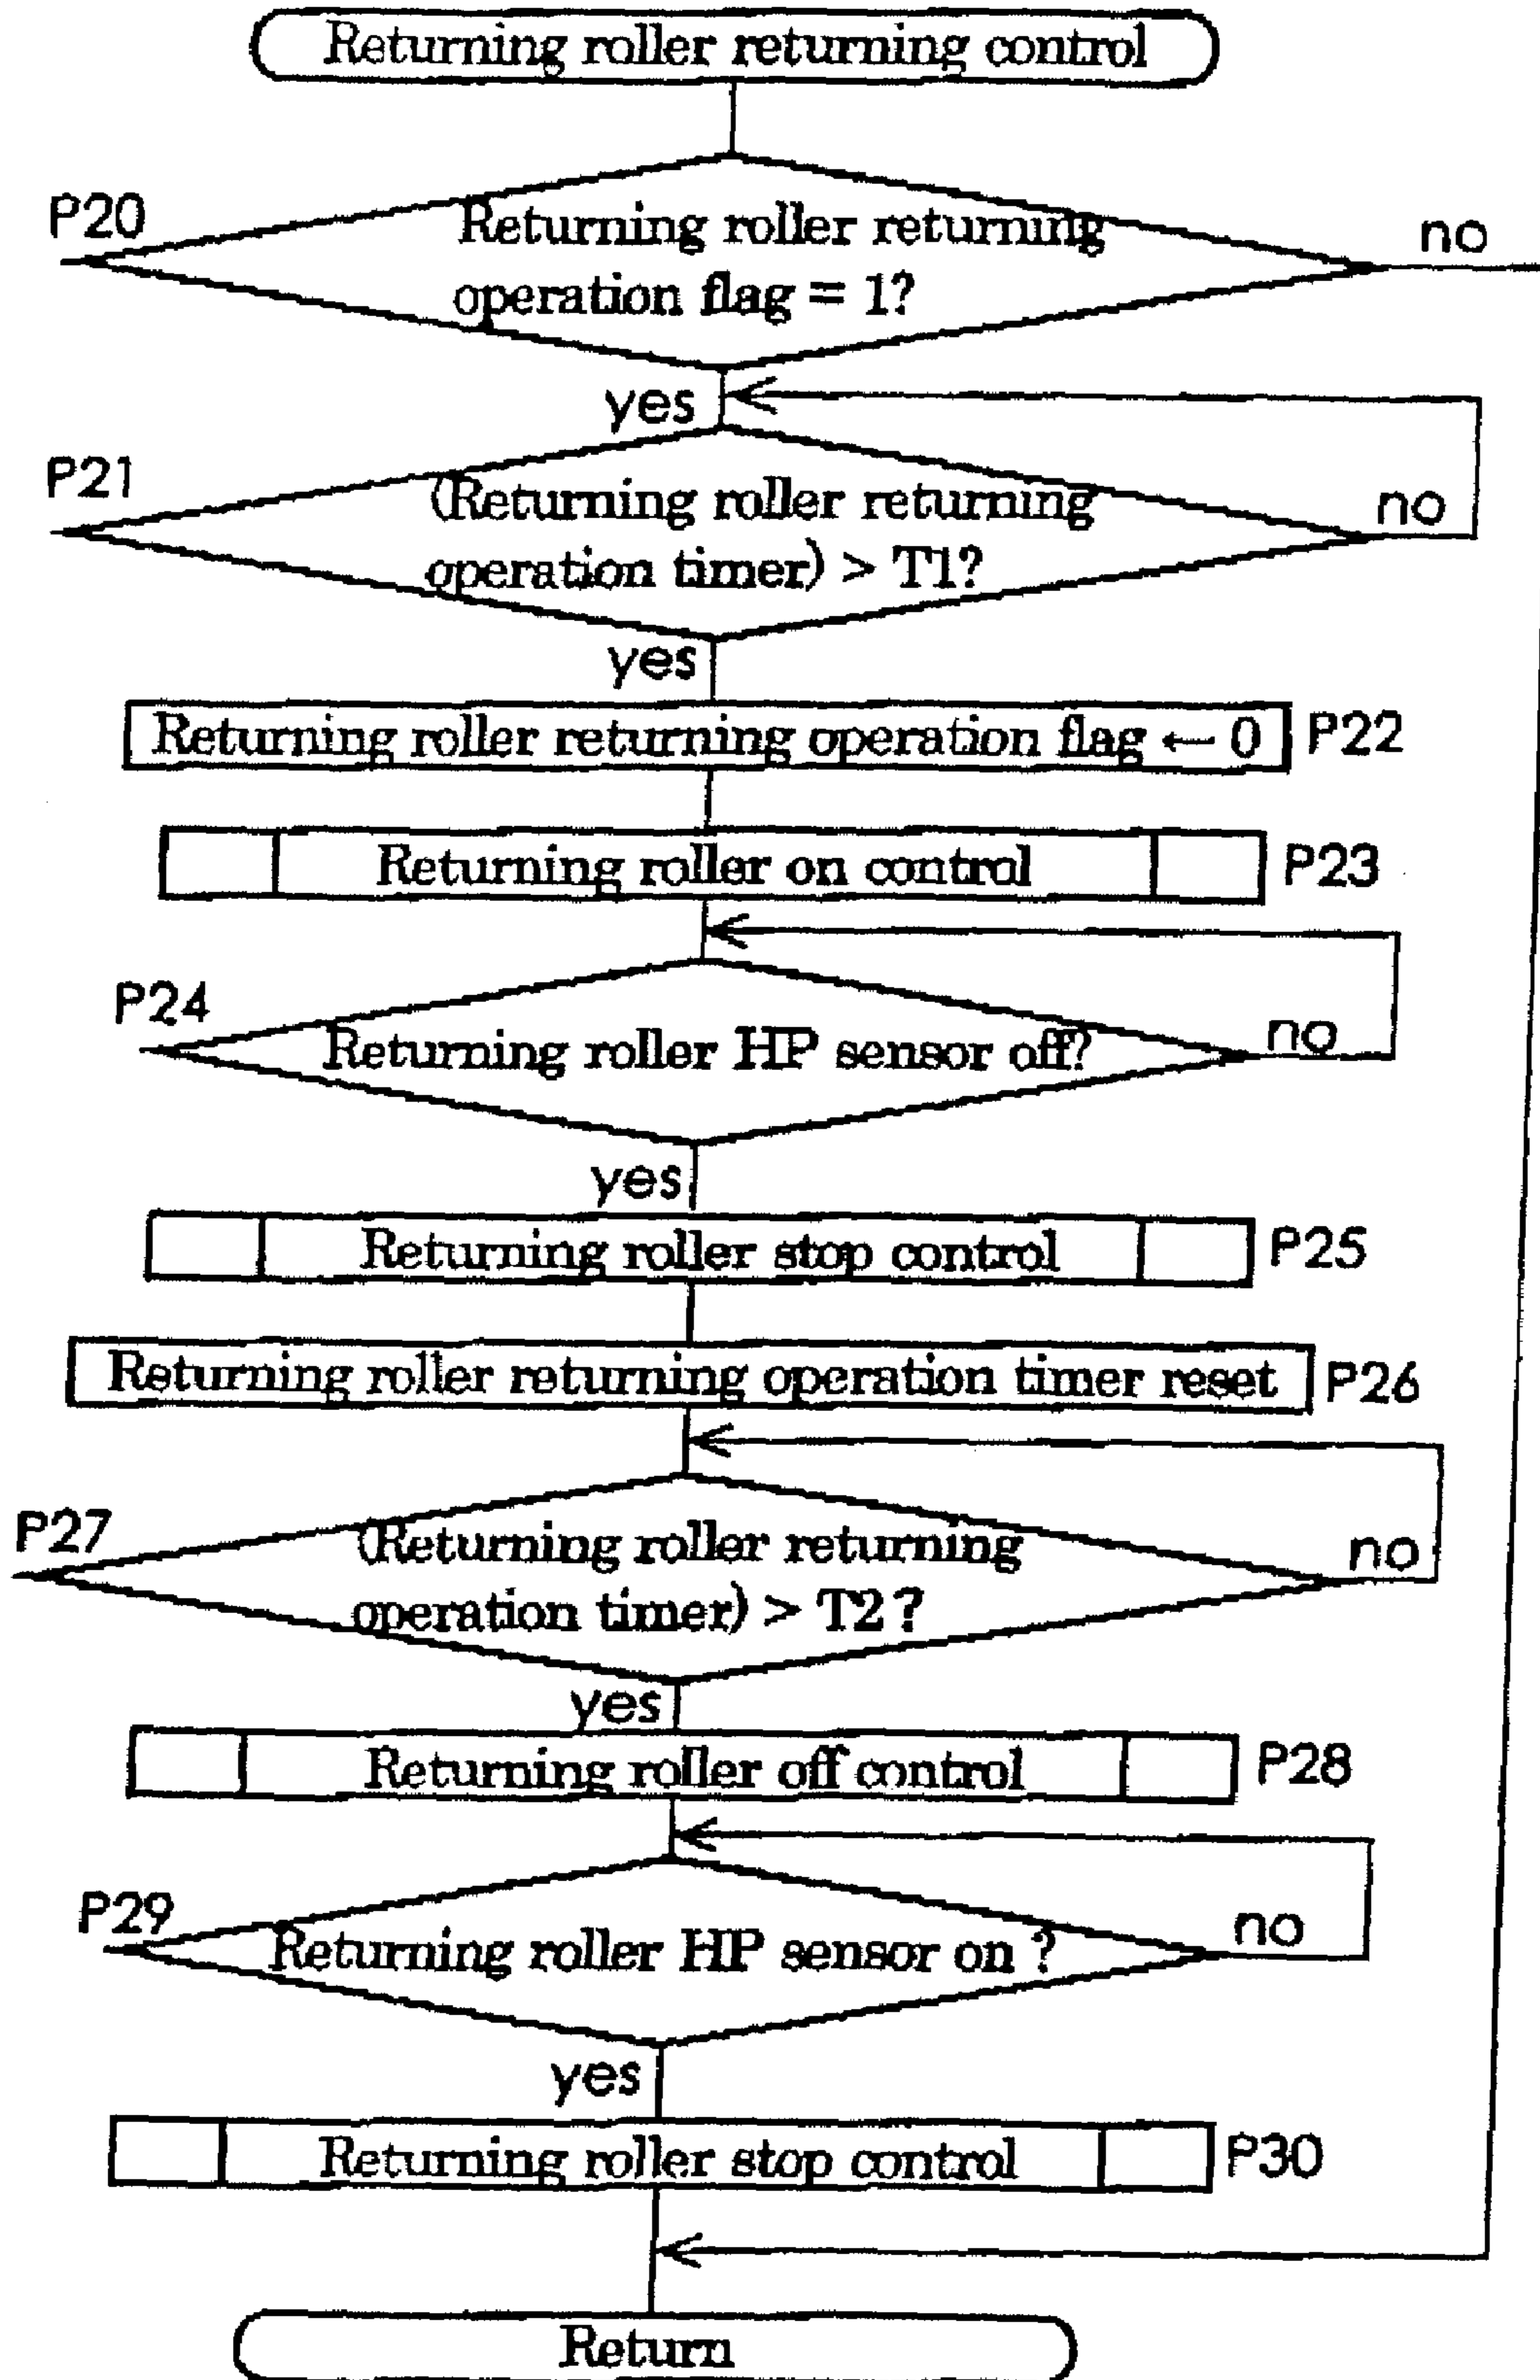 Returning roller returning control
P20
Returning roller returning
operation flag = 1?
no
yes
P21
(Returning roller returning
operation timer) > T1?
no
yes
Returning roller returning operation flag ← 0
P22
Returning roller on control
P23
P24
Returning roller HP sensor off?
no
yes
Returning roller stop control
P25
Returning roller returning operation timer reset
P26
P27
(Returning roller returning
operation timer) > T2 ?
no
yes
Returning roller off control
P28
P29
Returning roller HP sensor on ?
no
yes
Returning roller stop control
P30
Return